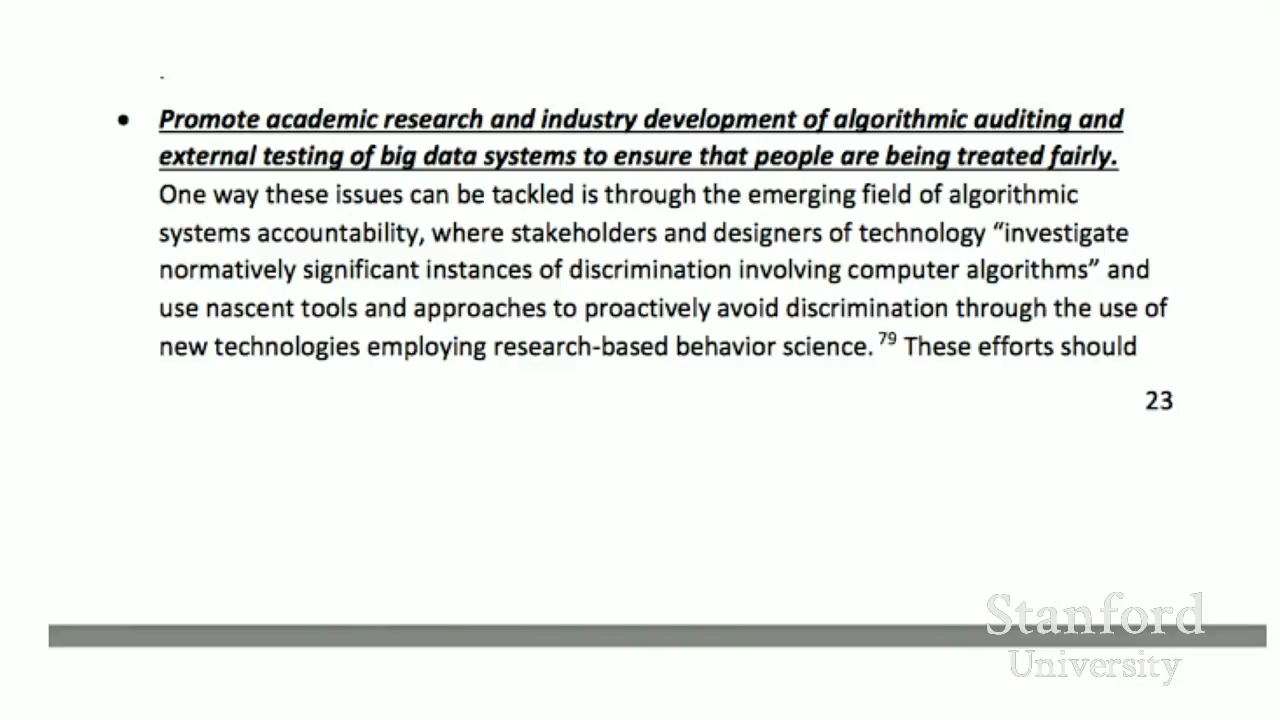 • Promote academic research and industry development of algorithmic auditing and
external testing of big data systems to ensure that people are being treated fairly.
One way these issues can be tackled is through the emerging field of algorithmic
systems accountability, where stakeholders and designers of technology “investigate
normatively significant instances of discrimination involving computer algorithms” and
use nascent tools and approaches to proactively avoid discrimination through the use of
new technologies employing research-based behavior science. 79 These efforts should
23
Stanford
University